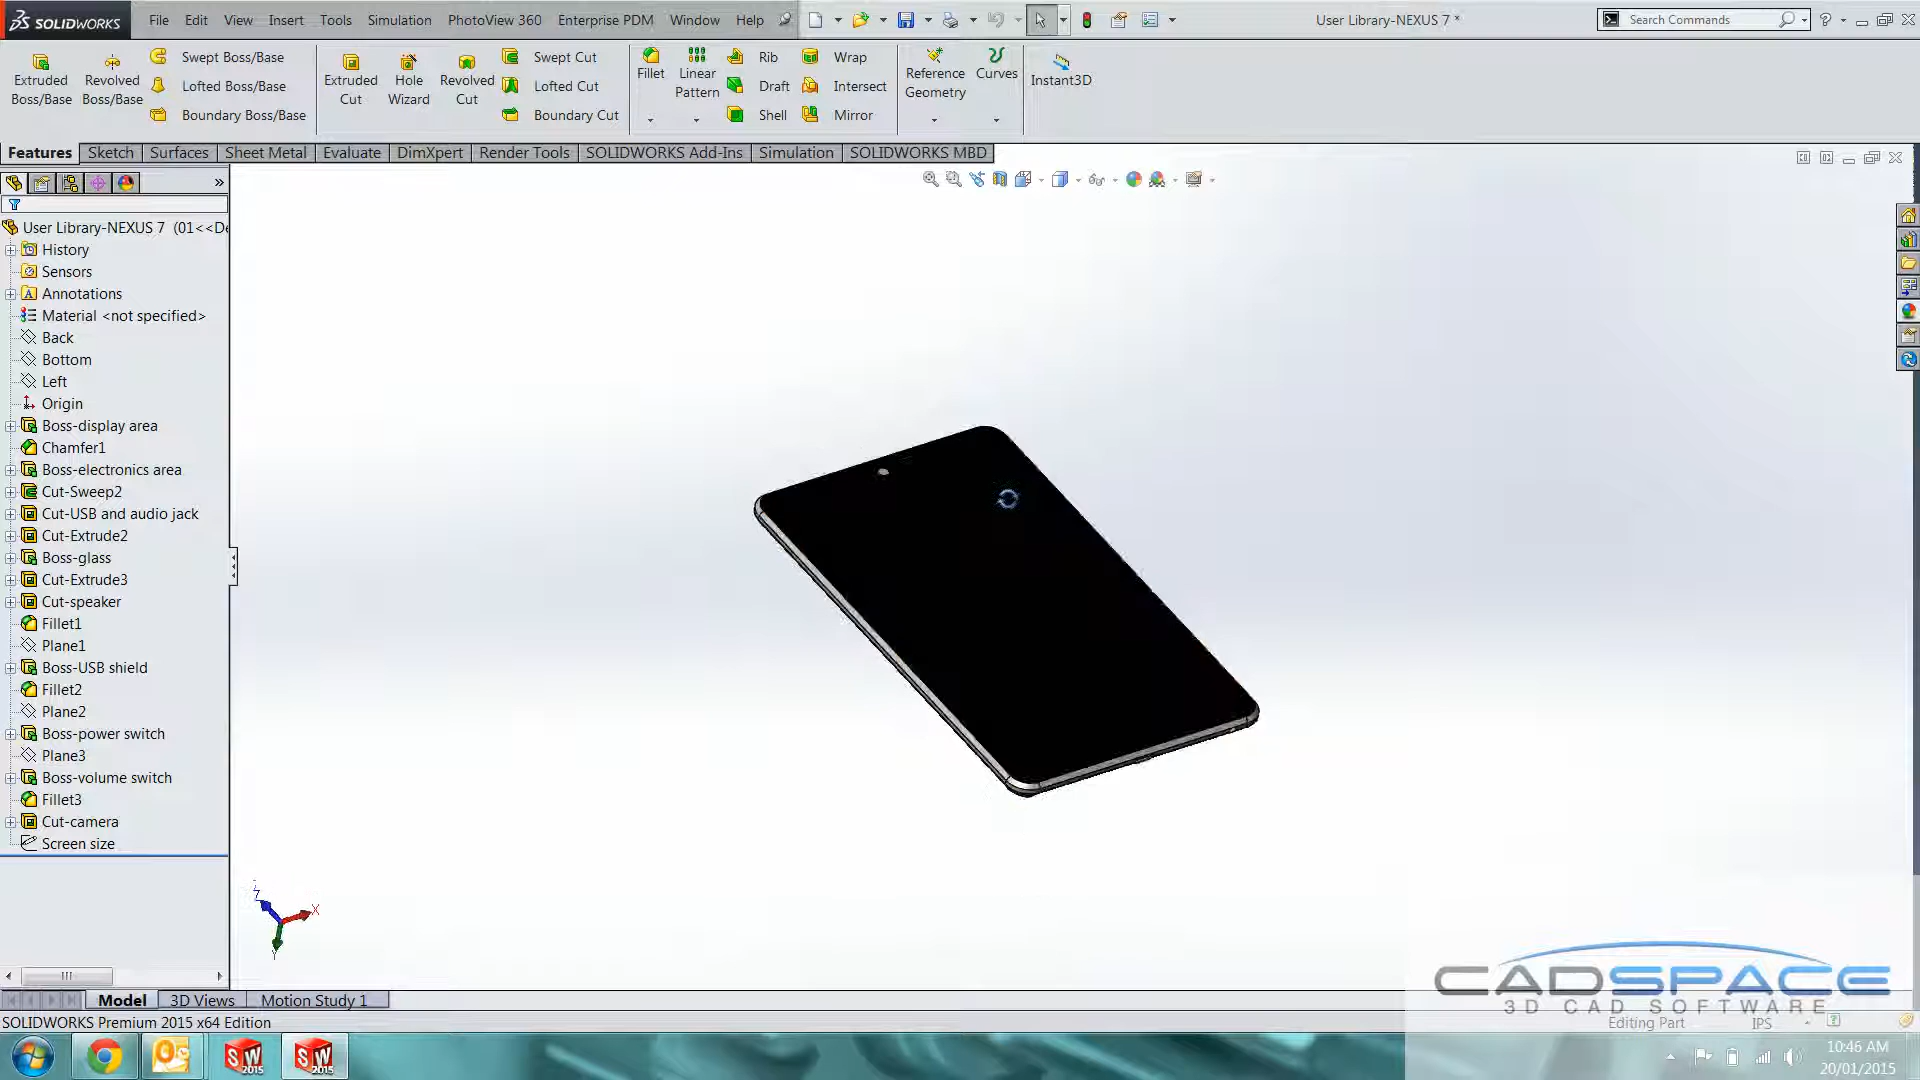 SOLIDWORKS File Edit View Insert Tools Simulation PhotoView 360 Enterprise PDM Window Help User Library-NEXUS 7 * Search Commands
Extruded Boss/Base
Revolved Boss/Base
Swept Boss/Base
Lofted Boss/Base
Boundary Boss/Base
Extruded Cut
Hole Wizard
Revolved Cut
Swept Cut
Lofted Cut
Boundary Cut
Fillet
Linear Pattern
Rib
Draft
Shell
Wrap
Intersect
Mirror
Reference Geometry
Curves
Instant3D
Features Sketch Surfaces Sheet Metal Evaluate DimXpert Render Tools SOLIDWORKS Add-Ins Simulation SOLIDWORKS MBD
User Library-NEXUS 7 (01<<De
History
Sensors
Annotations
Material <not specified>
Back
Bottom
Left
Origin
Boss-display area
Chamfer1
Boss-electronics area
Cut-Sweep2
Cut-USB and audio jack
Cut-Extrude2
Boss-glass
Cut-Extrude3
Cut-speaker
Fillet1
Plane1
Boss-USB shield
Fillet2
Plane2
Boss-power switch
Plane3
Boss-volume switch
Fillet3
Cut-camera
Screen size
Z
X
Y
CADSPACE
3D CAD SOFTWARE
Model 3D Views Motion Study 1
SOLIDWORKS Premium 2015 x64 Edition
Editing Part IPS
SW 2015
SW 2015
10:46 AM
20/01/2015